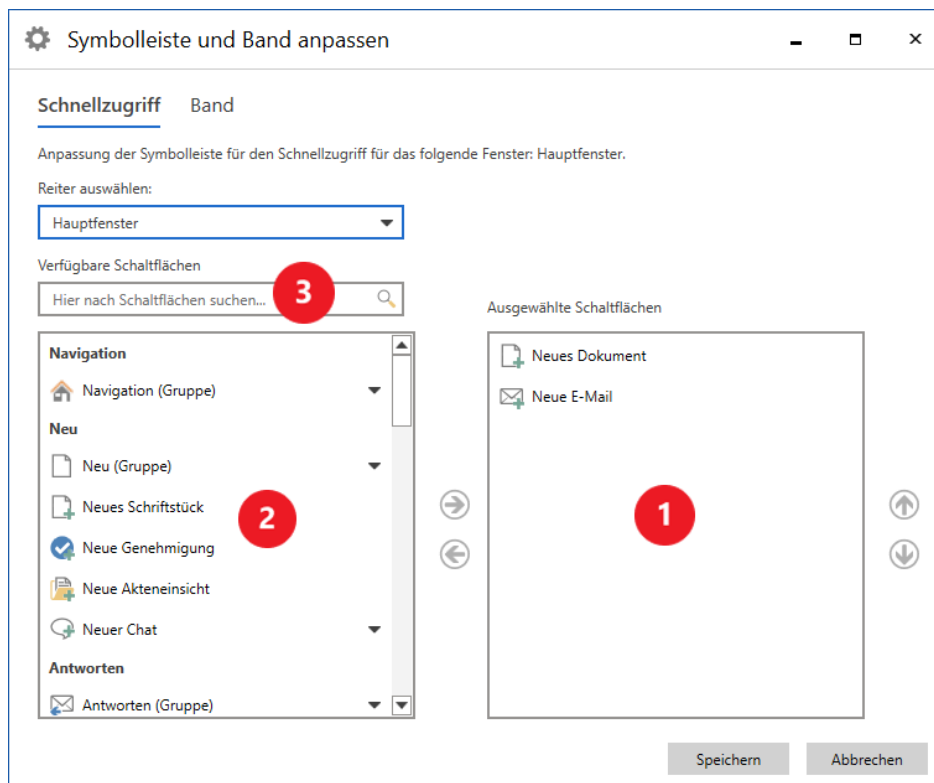 Symbolleiste und Band anpassen
Schnellzugriff Band
Anpassung der Symbolleiste für den Schnellzugriff für das folgende Fenster: Hauptfenster.
Reiter auswählen:
Hauptfenster
Verfügbare Schaltflächen
Hier nach Schaltflächen suchen...
3
Navigation
Navigation (Gruppe)
Neu
Neu (Gruppe)
Neues Schriftstück
2
Neue Genehmigung
Neue Akteneinsicht
Neuer Chat
Antworten
Antworten (Gruppe)
Ausgewählte Schaltflächen
Neues Dokument
Neue E-Mail
1
Speichern Abbrechen